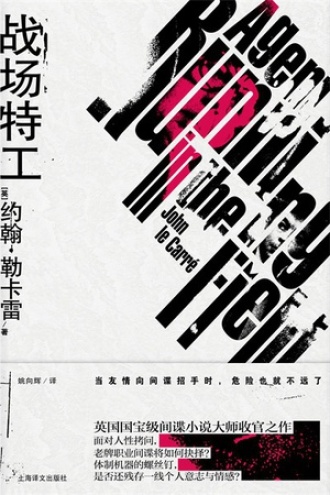 战场特工
[英]约翰·勒卡雷/著
Agent
Running
in the
Field
John
le Carré
姚向辉/译
当友情向间谍招手时，危险也就不远了
英国国宝级间谍小说大师收官之作
面对人性拷问，
老牌职业间谍将如何抉择？
体制机器的螺丝钉，
是否还残存一线个人意志与情感？
上海译文出版社